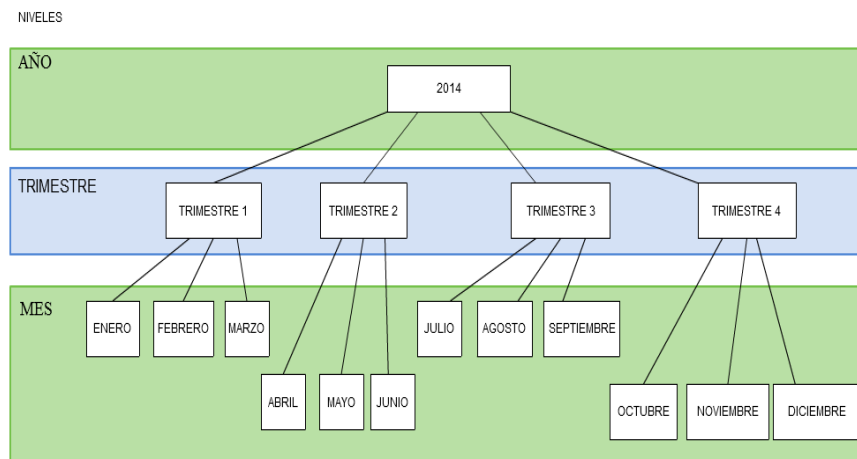 NIVELES
AÑO
2014
TRIMESTRE
TRIMESTRE 1
TRIMESTRE 2
TRIMESTRE 3
TRIMESTRE 4
MES
ENERO
FEBRERO
MARZO
JULIO
AGOSTO
SEPTIEMBRE
ABRIL
MAYO
JUNIO
OCTUBRE
NOVIEMBRE
DICIEMBRE